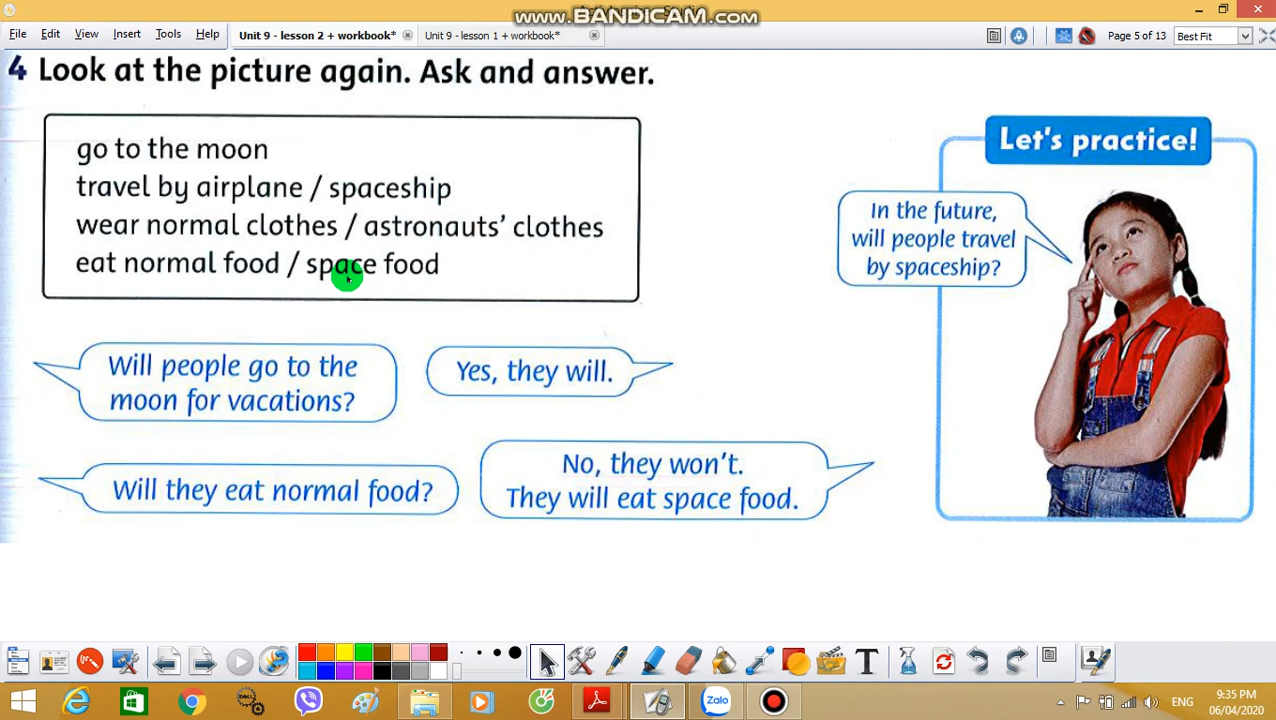 www.BANDICAM.com
File Edit View Insert Tools Help
Unit 9 - lesson 2 + workbook*
Unit 9 - lesson 1 + workbook*
Page 5 of 13
Best Fit
4 Look at the picture again. Ask and answer.
go to the moon
travel by airplane / spaceship
wear normal clothes / astronauts’ clothes
eat normal food / space food
Let's practice!
In the future,
will people travel
by spaceship?
Will people go to the
moon for vacations?
Yes, they will.
Will they eat normal food?
No, they won’t.
They will eat space food.
T
DELL
Zalo
ENG
9:35 PM
06/04/2020